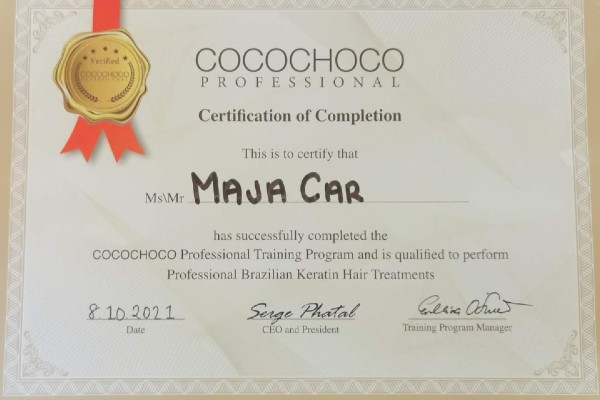 Verified
COCOCHOCO
COCOCHOCO
PROFESSIONAL
Certification of Completion
This is to certify that
Ms\Mr MAJA CAR
has successfully completed the
COCOCHOCO Professional Training Program and is qualified to perform
Professional Brazilian Keratin Hair Treatments
8.10.2021 Serge Phatal
Date CEO and President Training Program Manager